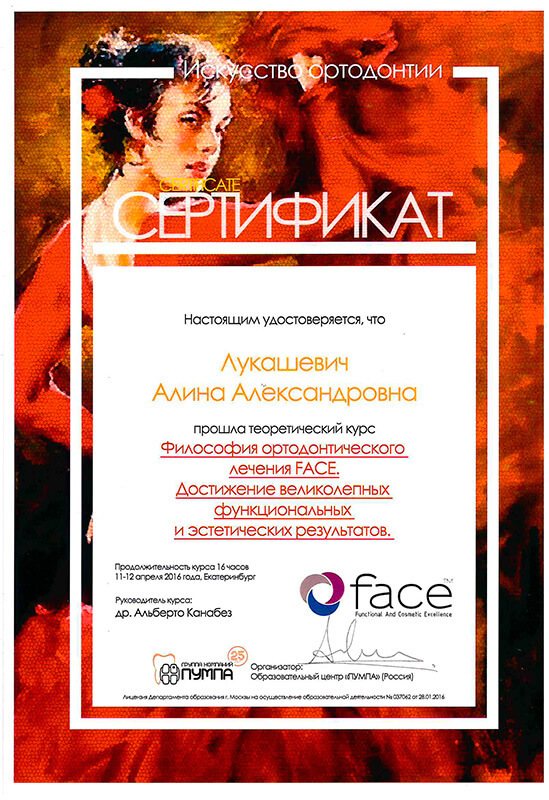 Искусство ортодонтии
CERTIFICATE
СЕРТИФИКАТ
Настоящим удостоверяется, что
Лукашевич
Алина Александровна
прошла теоретический курс
Философия ортодонтического
лечения FACE.
Достижение великолепных
функциональных
и эстетических результатов.
Продолжительность курса 16 часов
11-12 апреля 2016 года, Екатеринбург
Руководитель курса:
др. Альберто Канабез
face™
Functional And Cosmetic Excellence
ГРУППА КОМПАНИЙ 25
ПУМПА
Организатор:
Образовательный центр «ПУМПА» (Россия)
Лицензия Департамента образования г. Москвы на осуществление образовательной деятельности № 037062 от 28.01.2016